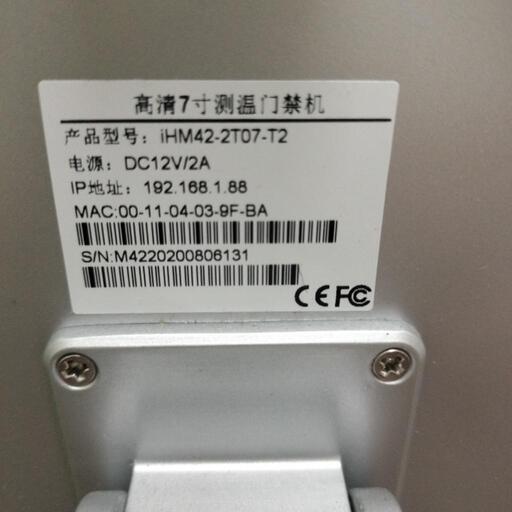 高清7寸测温门禁机
产品型号：iHM42-2T07-T2
电源：DC12V/2A
IP地址：192.168.1.88
MAC:00-11-04-03-9F-BA
S/N:M4220200806131
CE FC